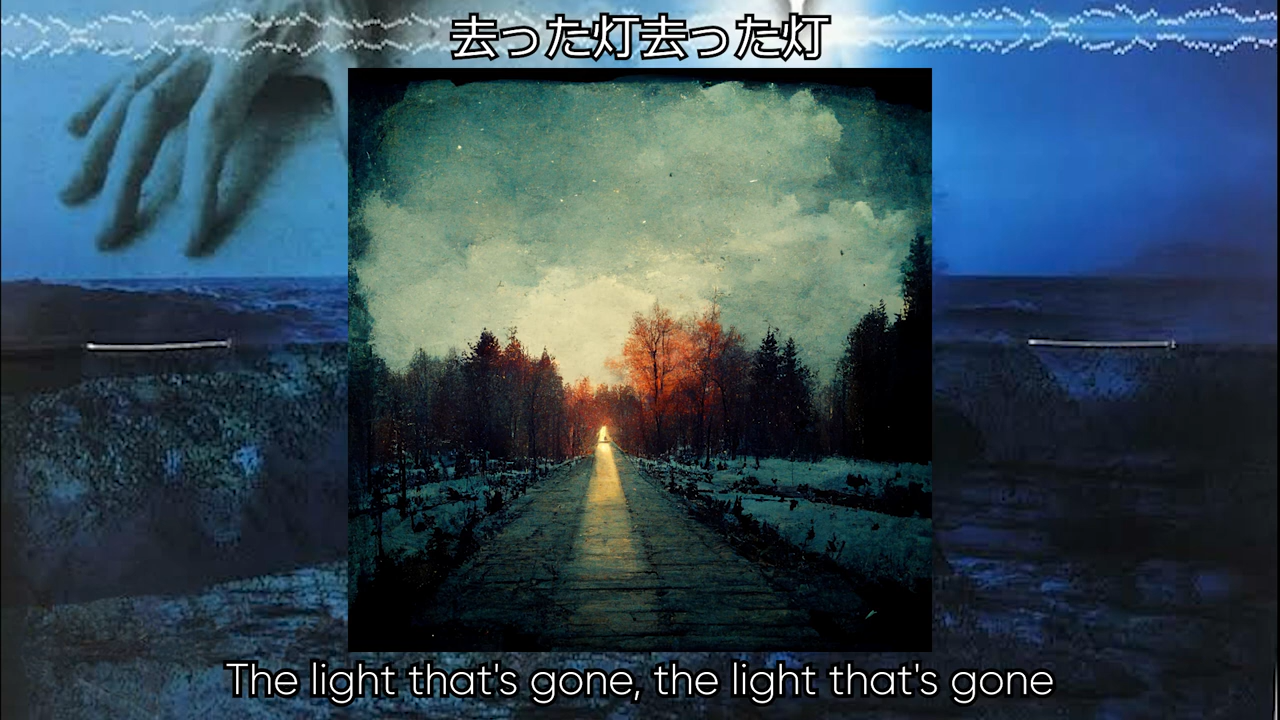 去った灯去った灯
The light that's gone, the light that's gone